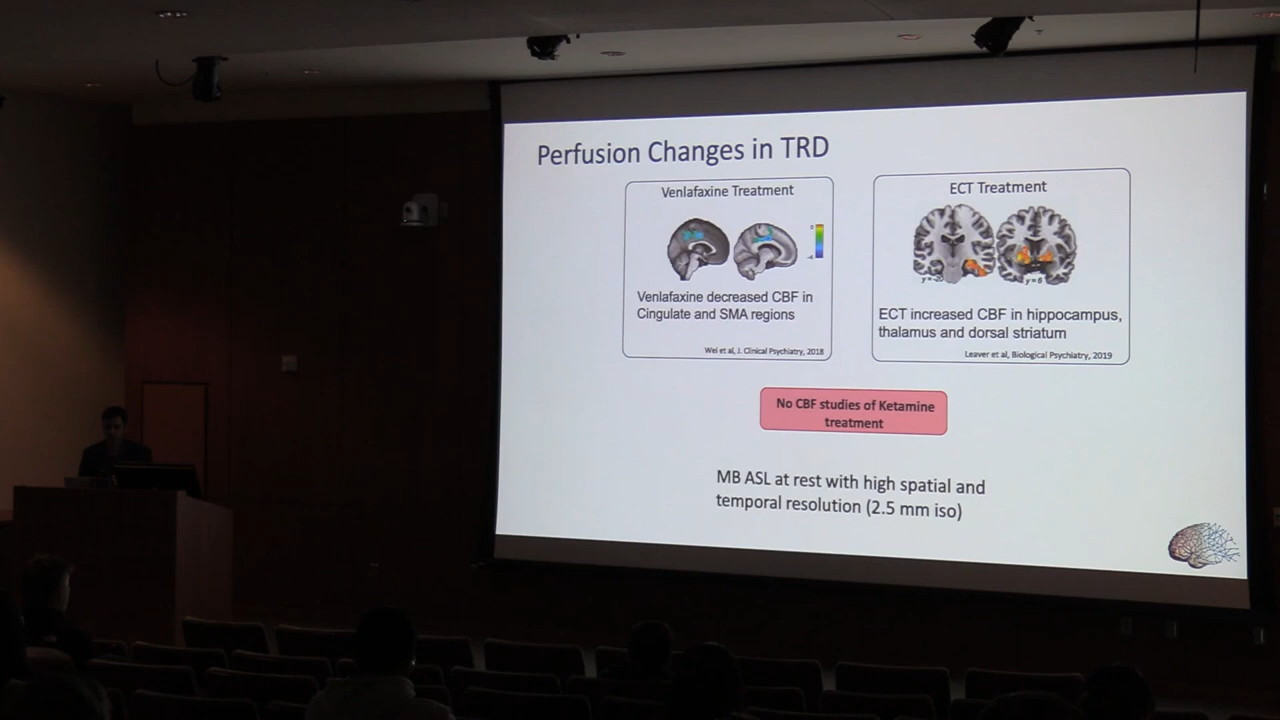 Perfusion Changes in TRD
Venlafaxine Treatment
Venlafaxine decreased CBF in
Cingulate and SMA regions
Wei et al, J. Clinical Psychiatry, 2018
ECT Treatment
y=6
ECT increased CBF in hippocampus,
thalamus and dorsal striatum
Leaver et al, Biological Psychiatry, 2019
No CBF studies of Ketamine
treatment
MB ASL at rest with high spatial and
temporal resolution (2.5 mm iso)